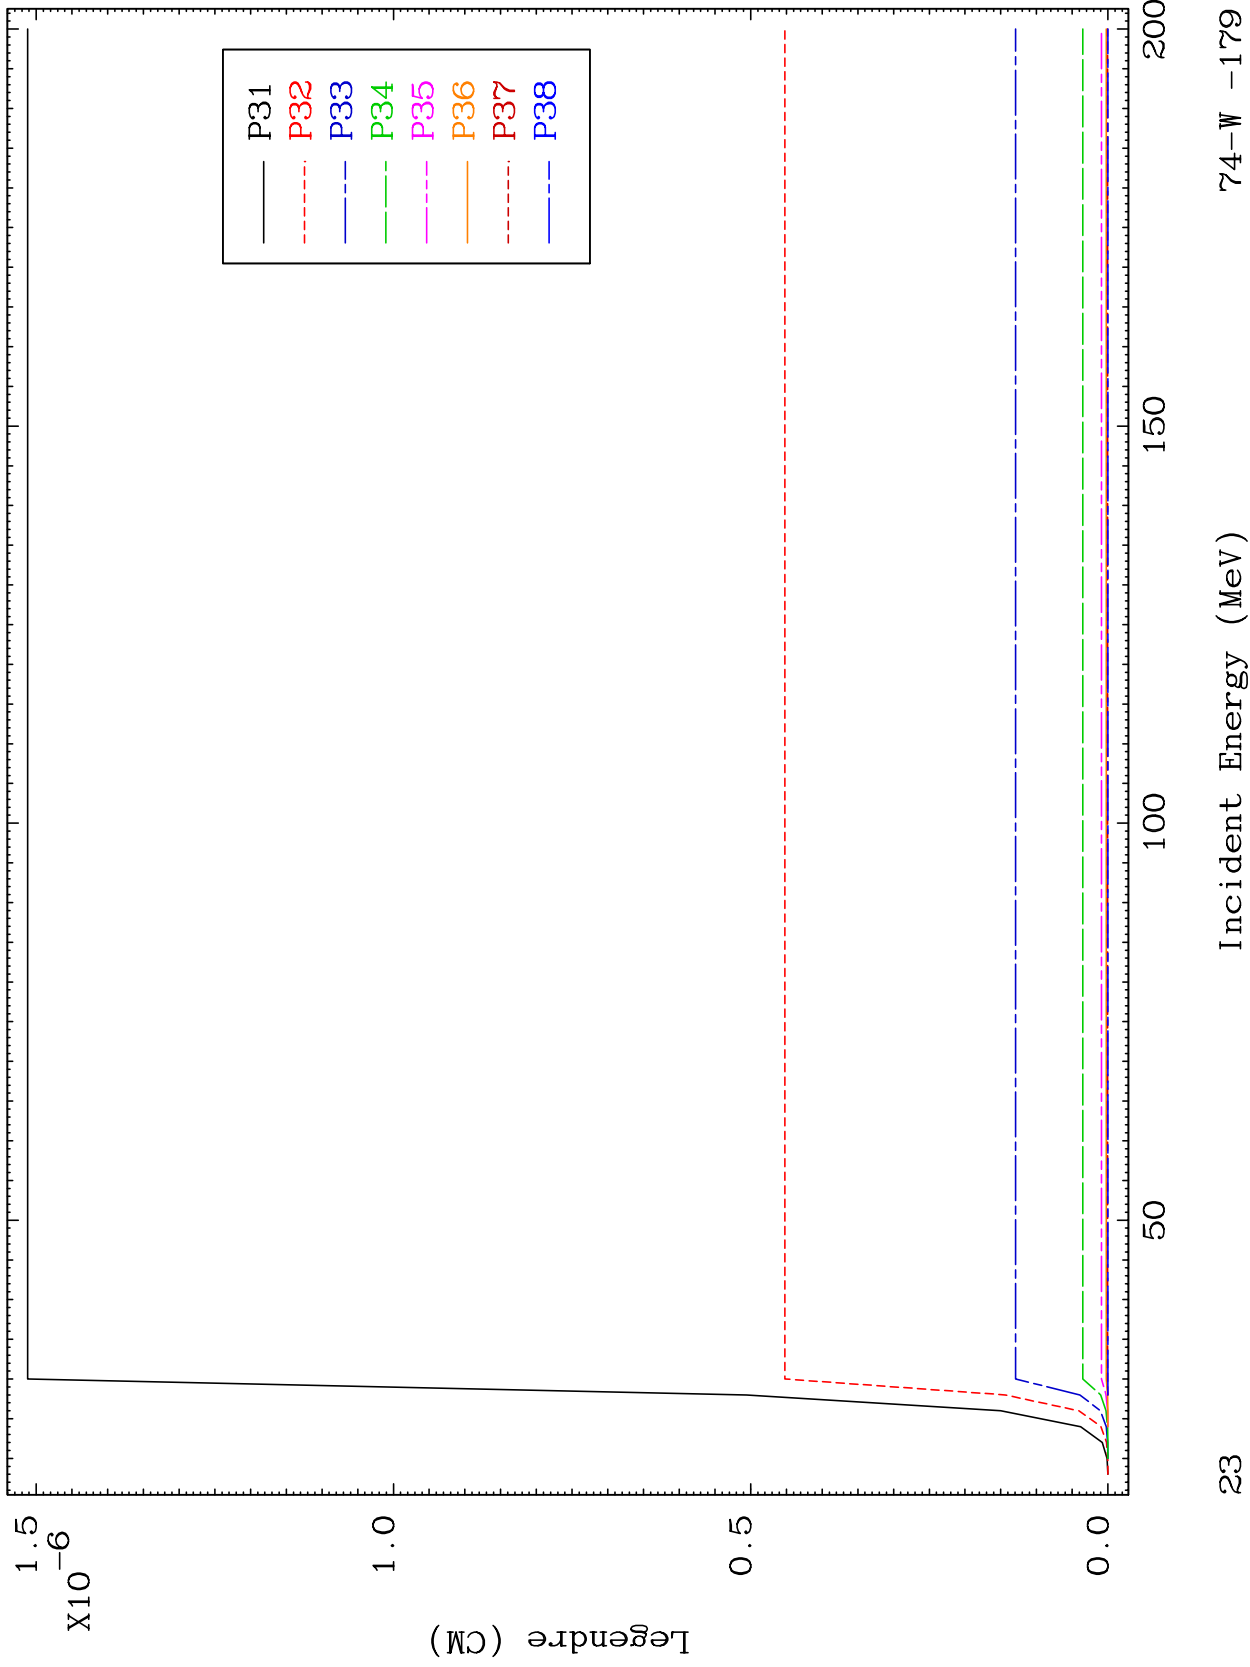 1.5
X10-6
1.0
0.5
0.0
Legendre (CM)
P31
P32
P33
P34
P35
P36
P37
P38
50
100
150
200
23
Incident Energy (MeV)
74-W -179